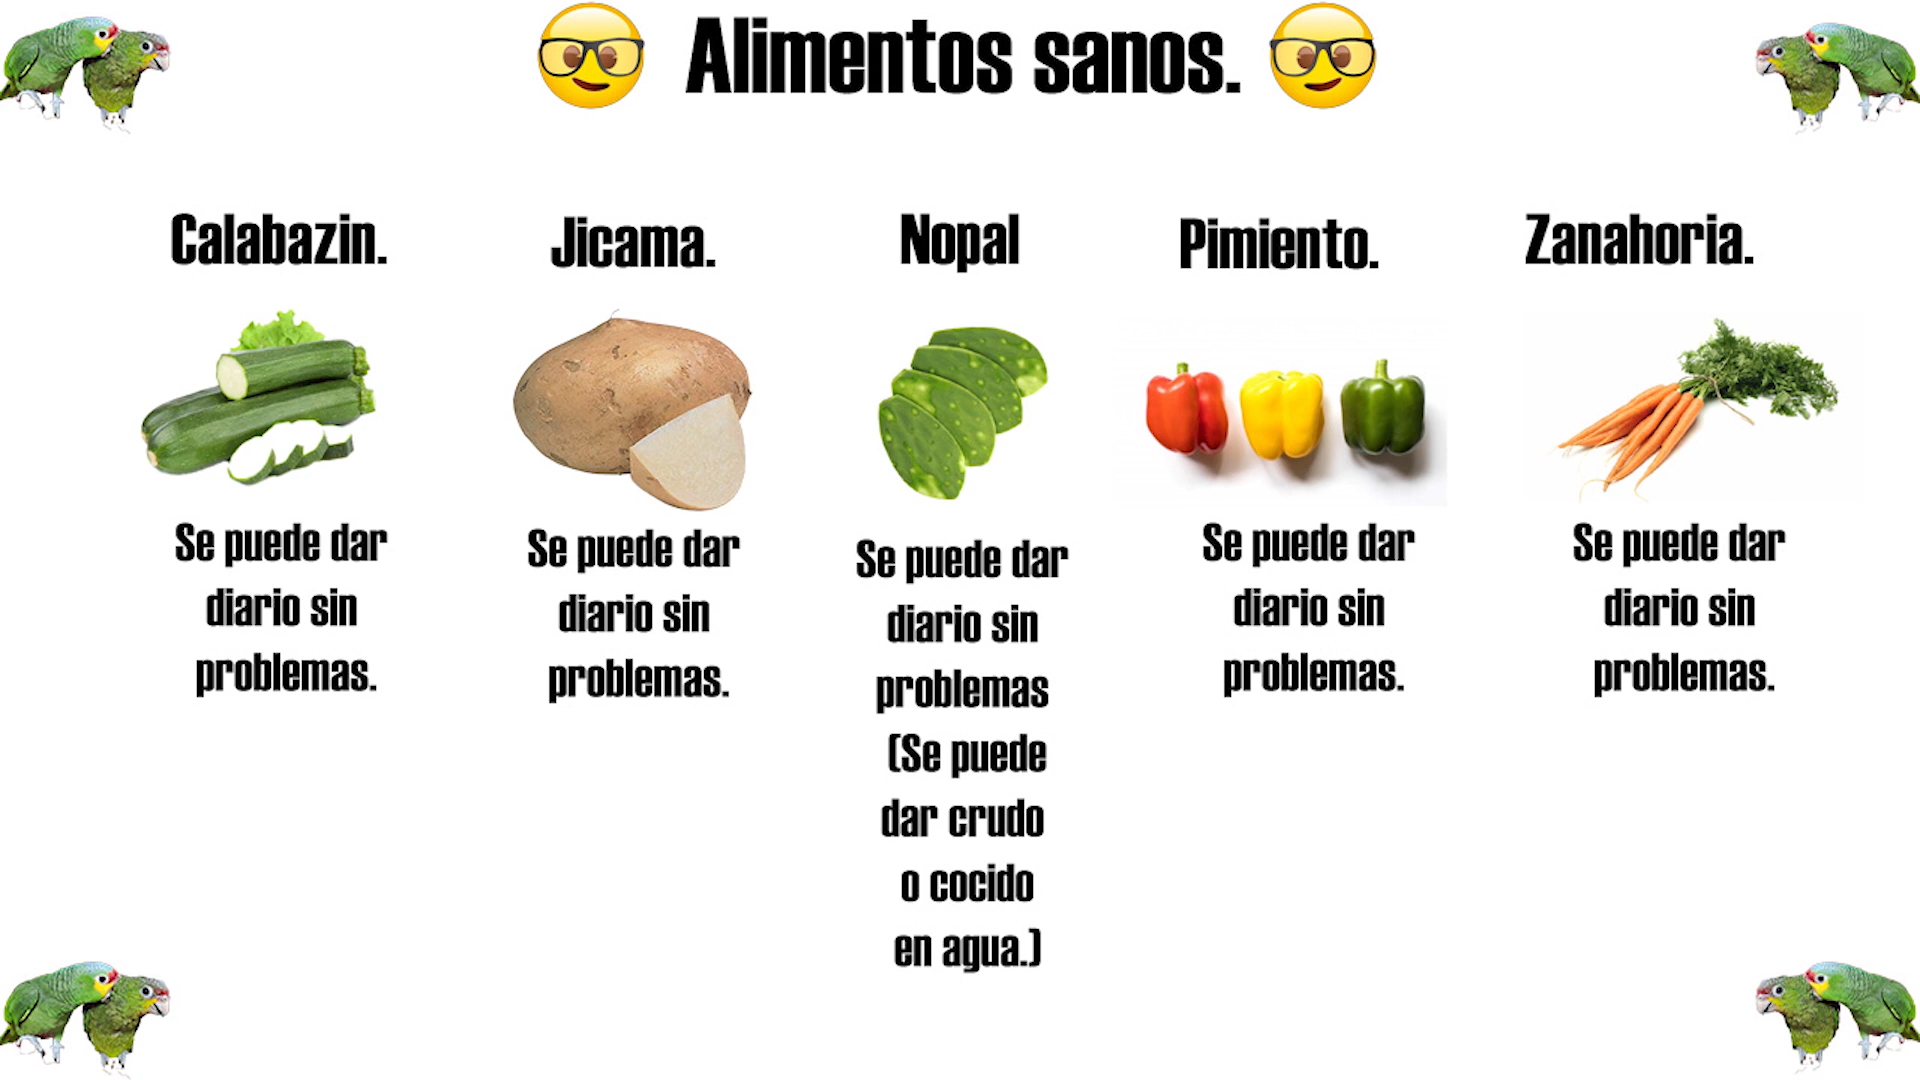 Alimentos sanos.
Calabazin.
Se puede dar
diario sin
problemas.
Jicama.
Se puede dar
diario sin
problemas.
Nopal
Se puede dar
diario sin
problemas
(Se puede
dar crudo
o cocido
en agua.)
Pimiento.
Se puede dar
diario sin
problemas.
Zanahoria.
Se puede dar
diario sin
problemas.